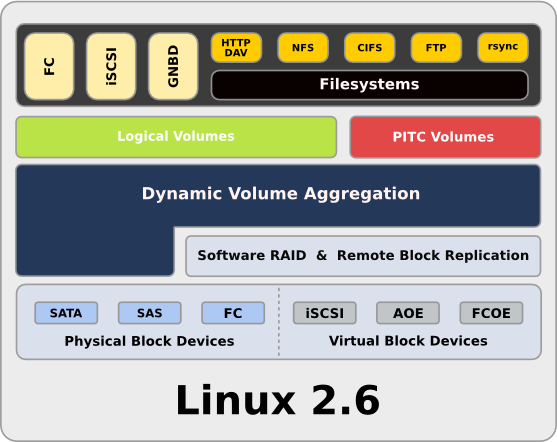 FC
iSCSI
GNBD
HTTP
DAV
NFS
CIFS
FTP
rsync
Filesystems
Logical Volumes
PITC Volumes
Dynamic Volume Aggregation
Software RAID & Remote Block Replication
SATA
SAS
FC
iSCSI
AOE
FCOE
Physical Block Devices
Virtual Block Devices
Linux 2.6